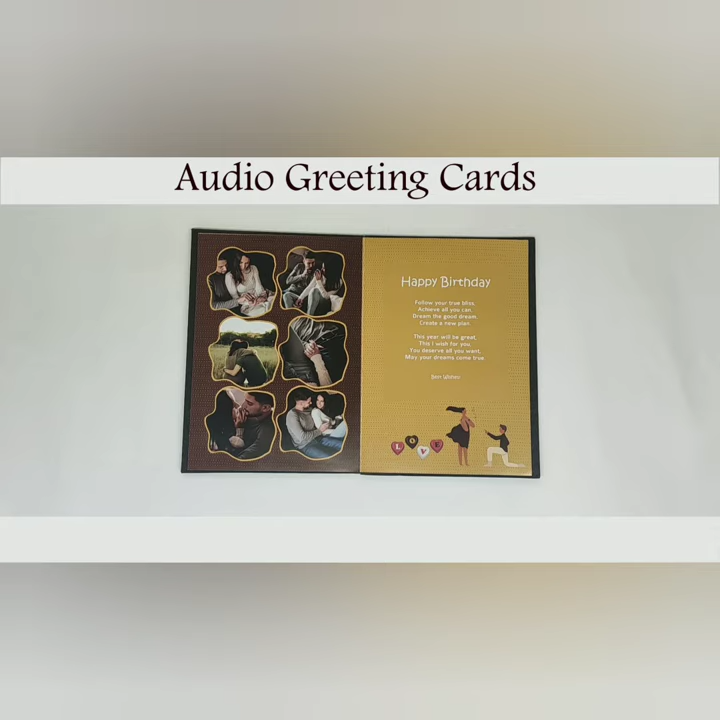 Audio Greeting Cards
Happy Birthday
Follow your true bliss,
Achieve all you can.
Dream the good dream.
Create a new plan.
This year will be great,
This I wish for you,
You deserve all you want,
May your dreams come true.
Best Wishes
LOVE